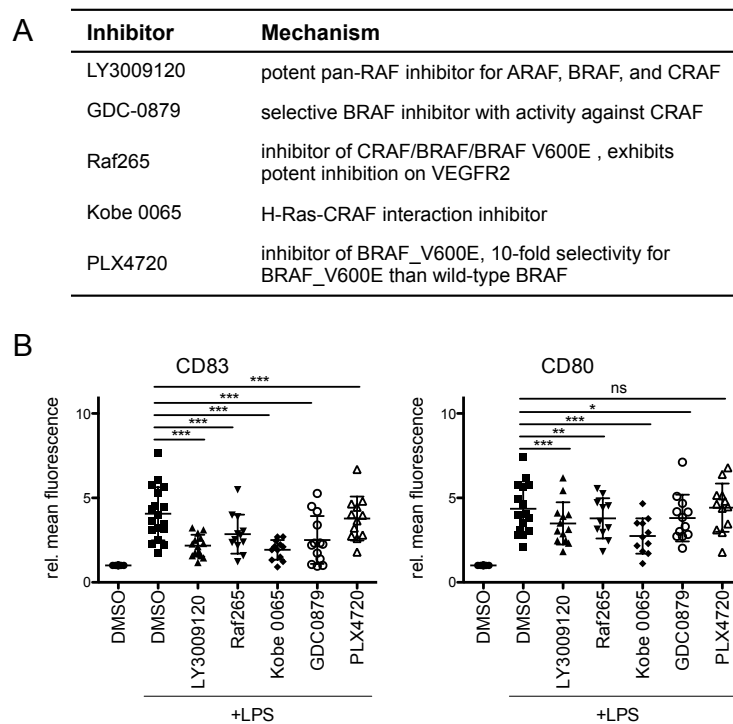 A
Inhibitor Mechanism
LY3009120 potent pan-RAF inhibitor for ARAF, BRAF, and CRAF
GDC-0879 selective BRAF inhibitor with activity against CRAF
Raf265 inhibitor of CRAF/BRAF/BRAF V600E , exhibits
potent inhibition on VEGFR2
Kobe 0065 H-Ras-CRAF interaction inhibitor
PLX4720 inhibitor of BRAF_V600E, 10-fold selectivity for
BRAF_V600E than wild-type BRAF
B
CD83
rel. mean fluorescence
10
5
0
***
***
***
***
***
DMSO
DMSO
LY3009120
Raf265
Kobe 0065
GDC0879
PLX4720
+LPS
CD80
rel. mean fluorescence
10
5
0
ns
*
***
**
***
DMSO
DMSO
LY3009120
Raf265
Kobe 0065
GDC0879
PLX4720
+LPS